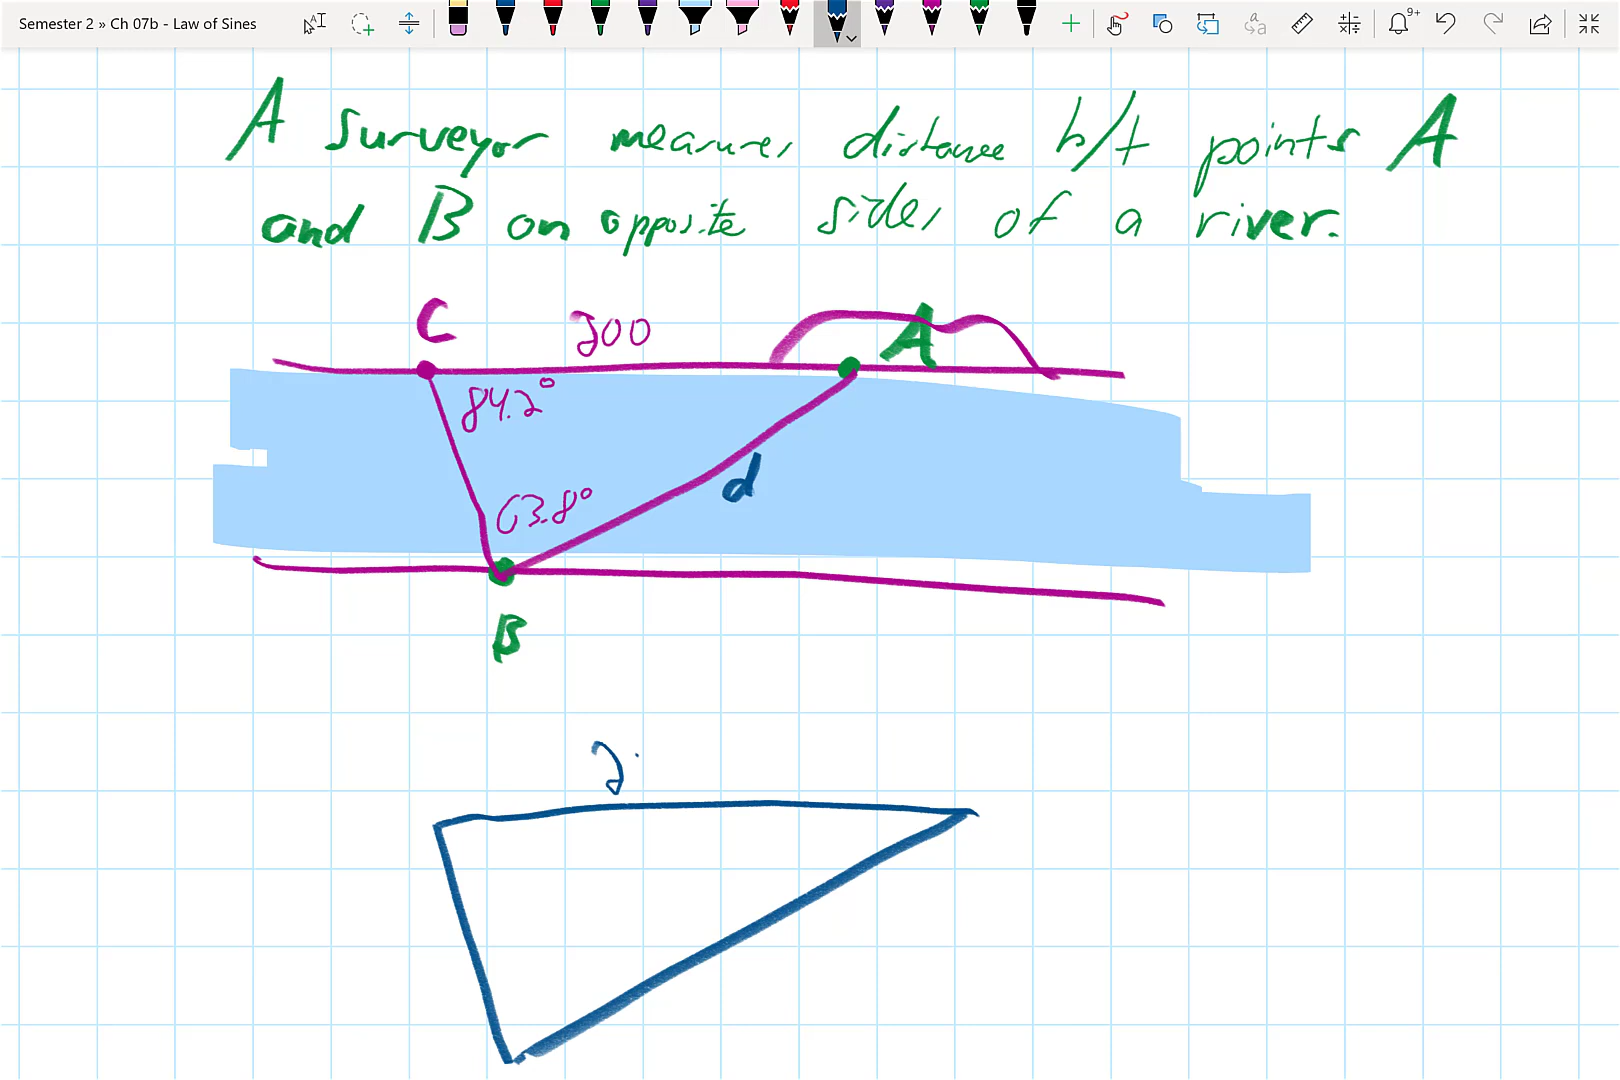 Semester 2 » Ch 07b - Law of Sines
9+
A surveyor measures distance b/t points A
and B on opposite sides of a river.
C 200 A
84.2°
d
63.8°
B
2